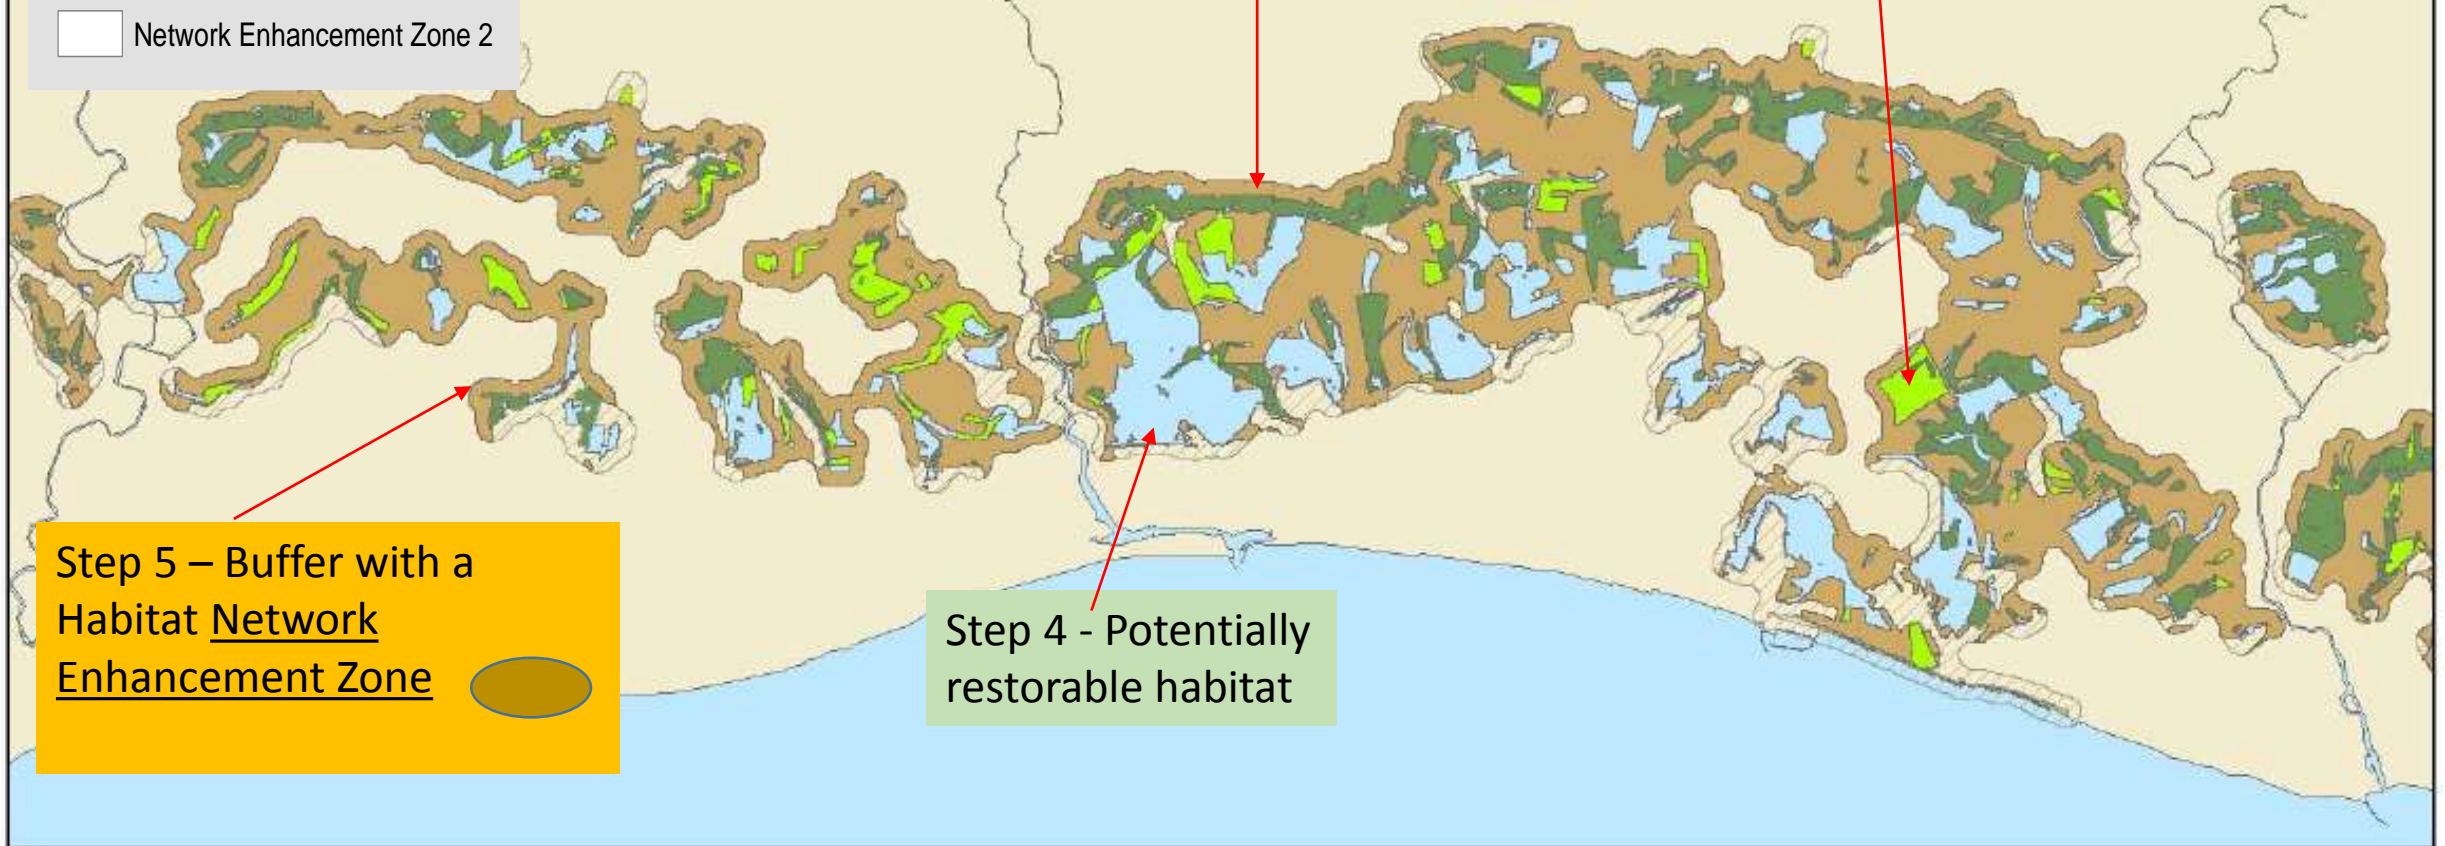 Network Enhancement Zone 2
Step 5 – Buffer with a
Habitat Network
Enhancement Zone
Step 4 - Potentially
restorable habitat